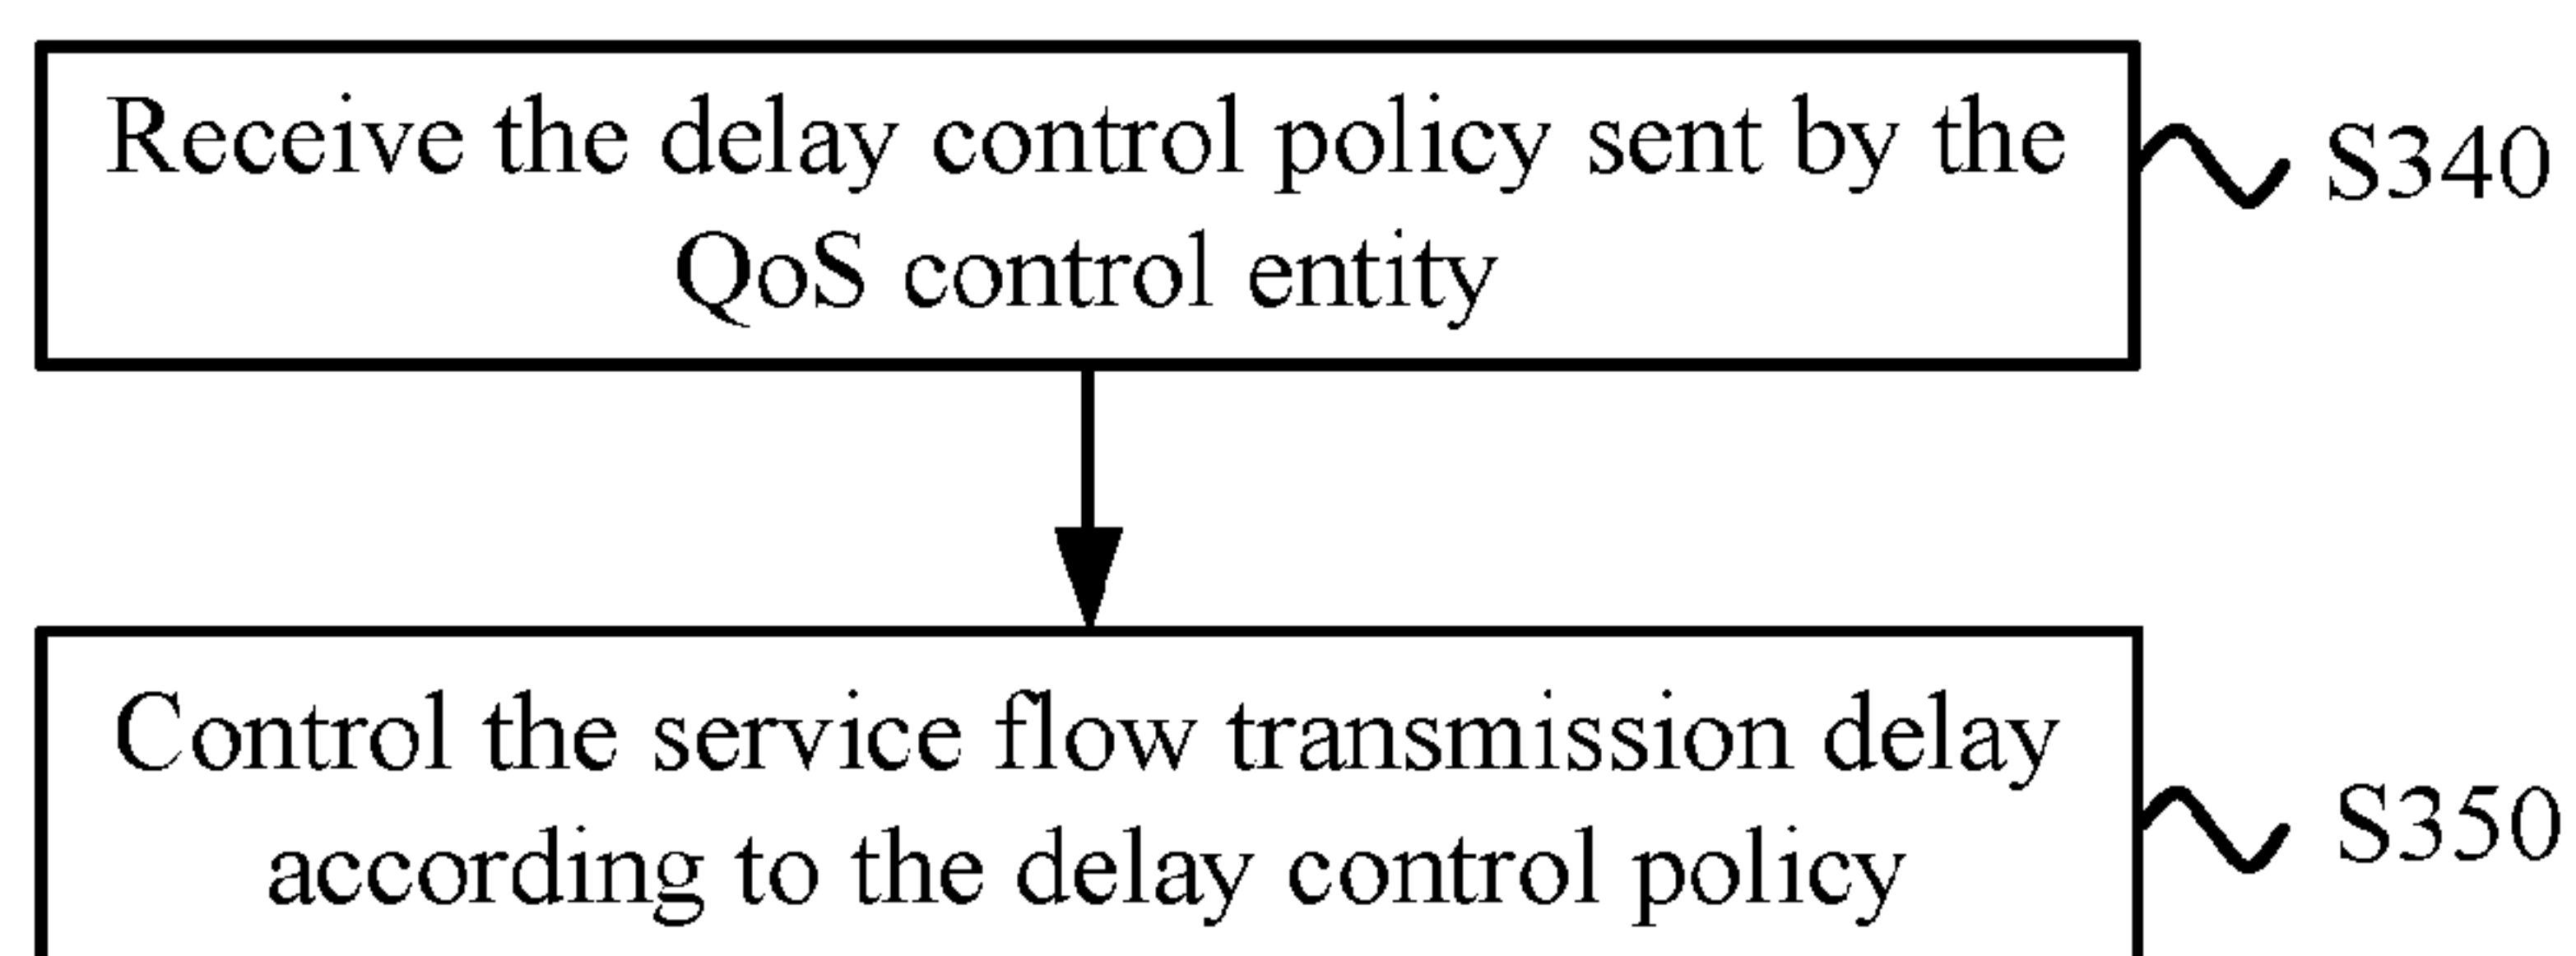 Receive the delay control policy sent by the
QoS control entity
S340
Control the service flow transmission delay
according to the delay control policy
S350